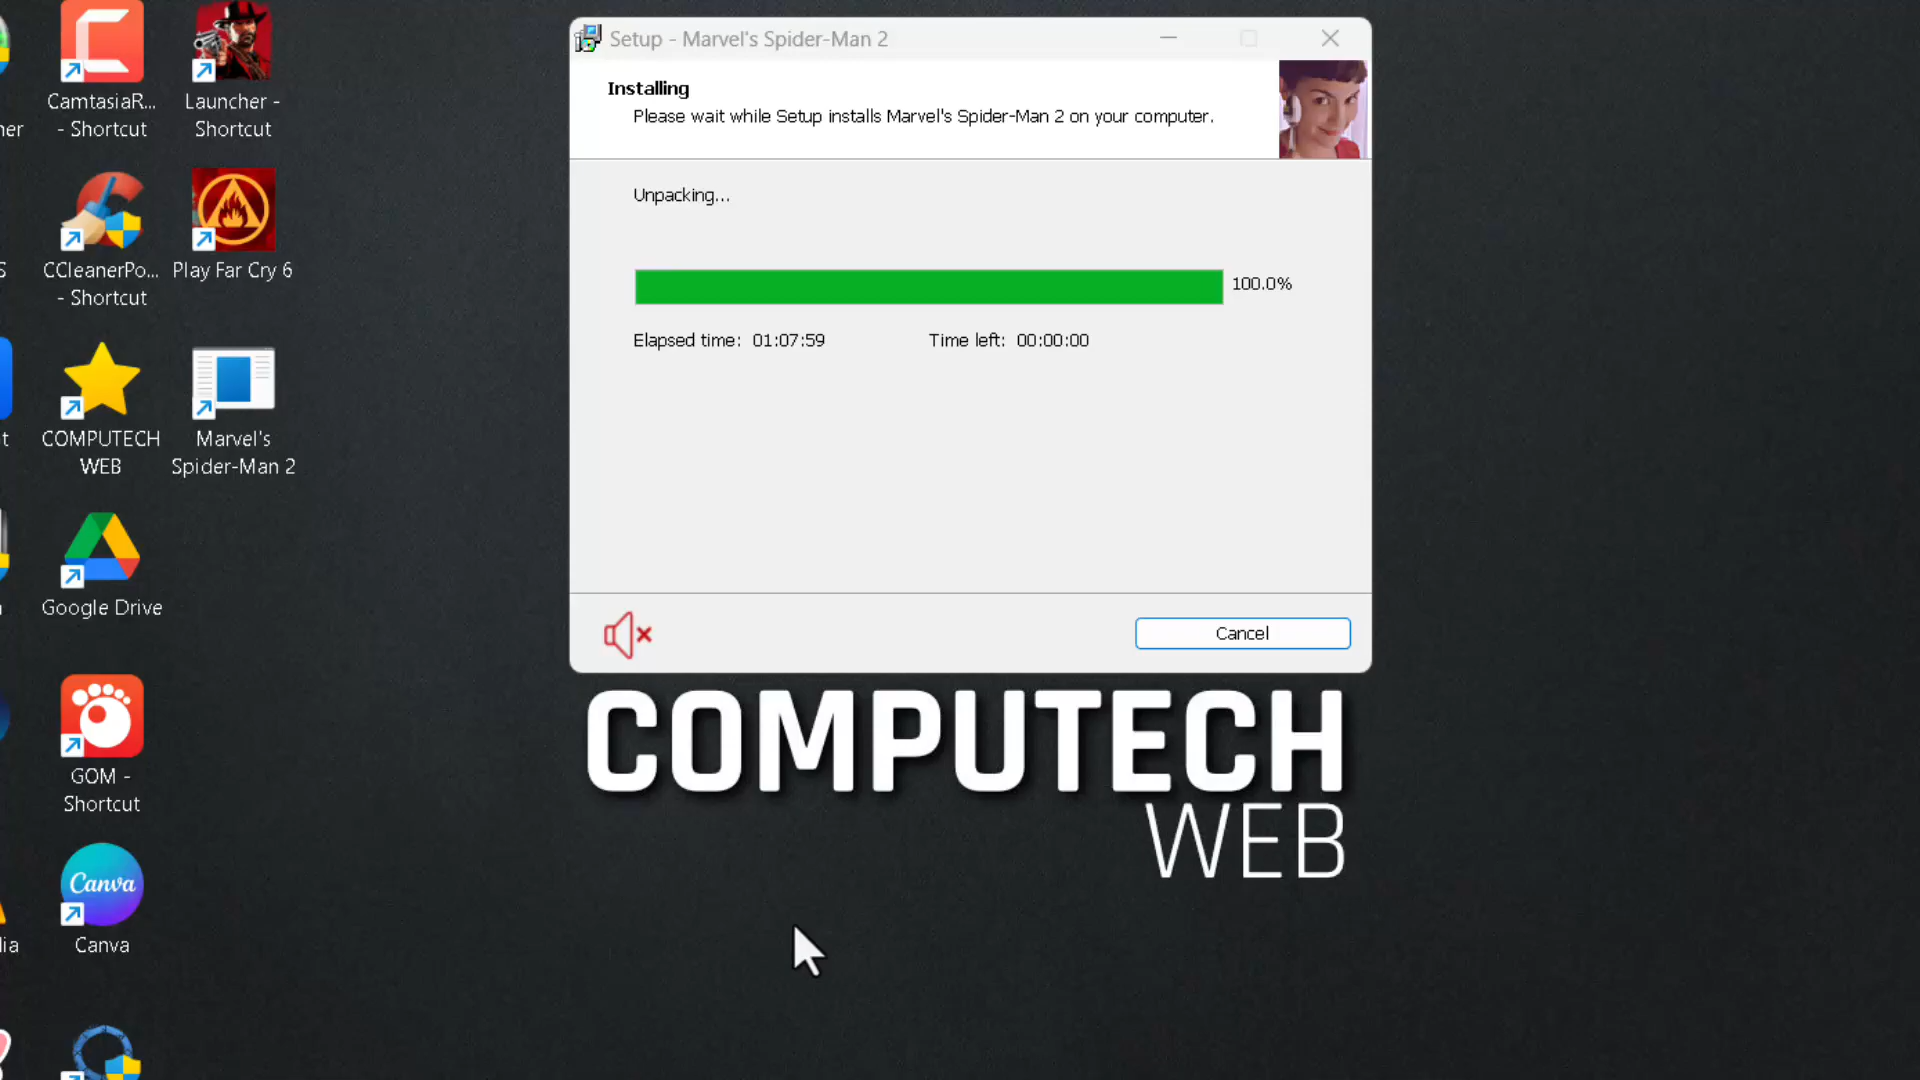 Setup - Marvel's Spider-Man 2
Installing
Please wait while Setup installs Marvel's Spider-Man 2 on your computer.
Unpacking...
100.0%
Elapsed time: 01:07:59
Time left: 00:00:00
Cancel
COMPUTECH
WEB
CamtasiaR...
- Shortcut
Launcher -
Shortcut
CCleanerPo...
- Shortcut
Play Far Cry 6
COMPUTECH
WEB
Marvel's
Spider-Man 2
Google Drive
GOM -
Shortcut
Canva
Canva